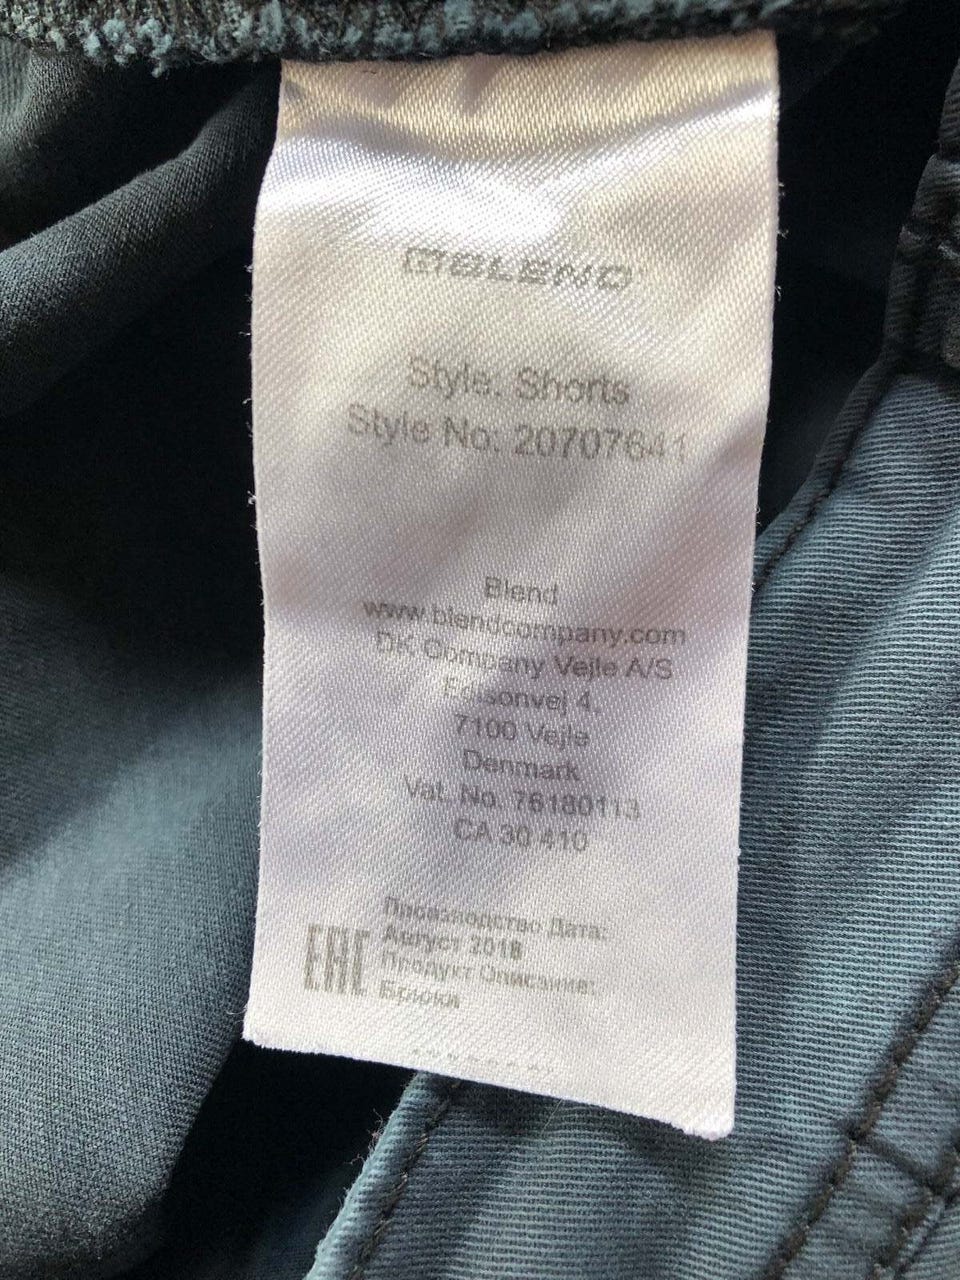 BLEND
Style: Shorts
Style No: 20707641
Blend
www.blendcompany.com
DK Company Vejle A/S
Edisonvej 4.
7100 Vejle
Denmark
Vat. No. 76180113
CA 30 410
EAC
Производство Дата:
Август 2018
Продукт Описание:
Брюки